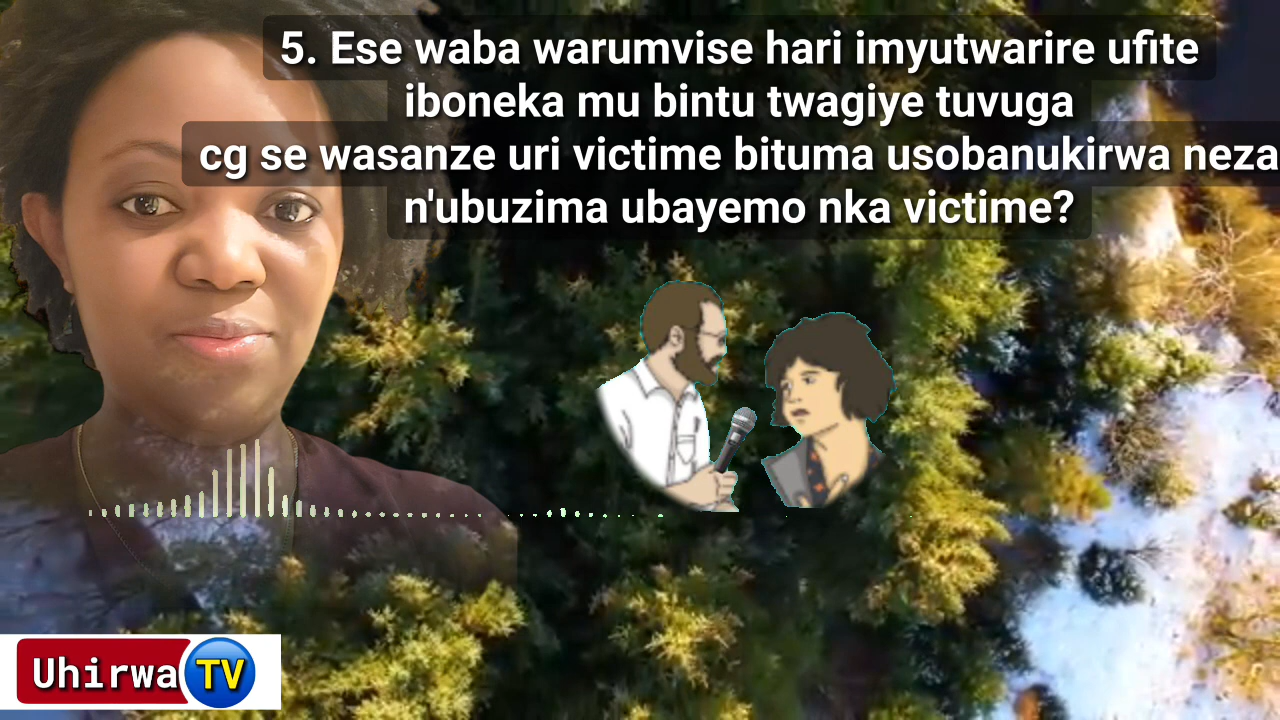 5. Ese waba warumvise hari imyutwarire ufite
iboneka mu bintu twagiye tuvuga
cg se wasanze uri victime bituma usobanukirwa neza
n'ubuzima ubayemo nka victime?
Uhirwa TV